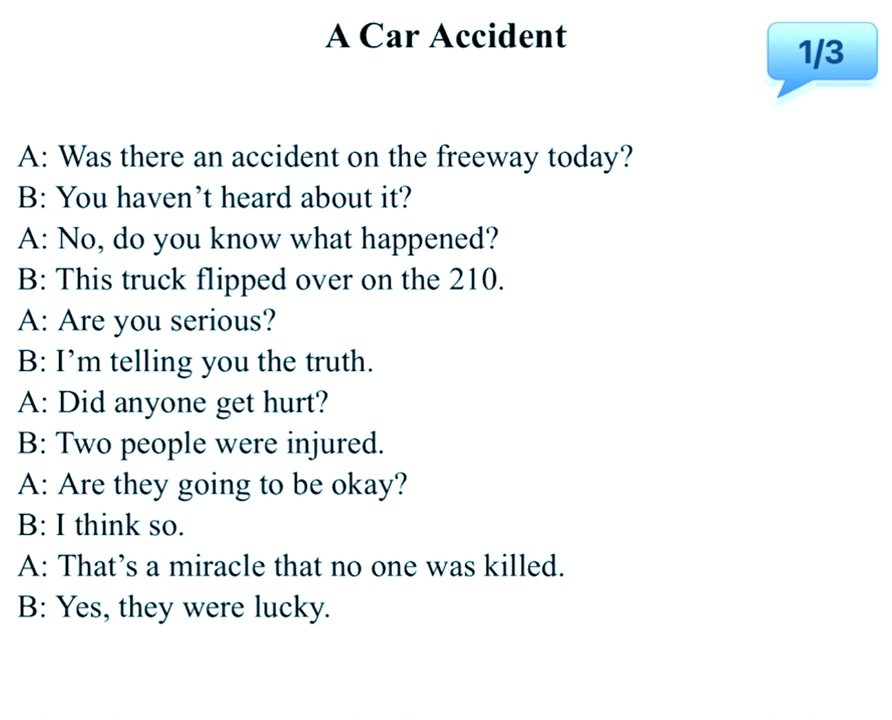 A Car Accident
1/3
A: Was there an accident on the freeway today?
B: You haven’t heard about it?
A: No, do you know what happened?
B: This truck flipped over on the 210.
A: Are you serious?
B: I’m telling you the truth.
A: Did anyone get hurt?
B: Two people were injured.
A: Are they going to be okay?
B: I think so.
A: That’s a miracle that no one was killed.
B: Yes, they were lucky.